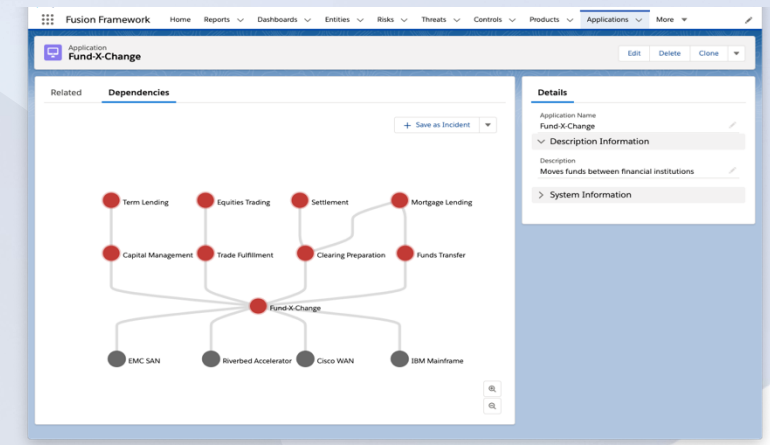 Fusion Framework Home Reports Dashboards Entities Risks Threats Controls Products Applications More
Application
Fund-X-Change
Edit Delete Clone
Related Dependencies
+ Save as Incident
Term Lending Equities Trading Settlement Mortgage Lending
Capital Management Trade Fulfillment Clearing Preparation Funds Transfer
Fund-X-Change
EMC SAN Riverbed Accelerator Cisco WAN IBM Mainframe
Details
Application Name
Fund-X-Change
Description Information
Description
Moves funds between financial institutions
System Information